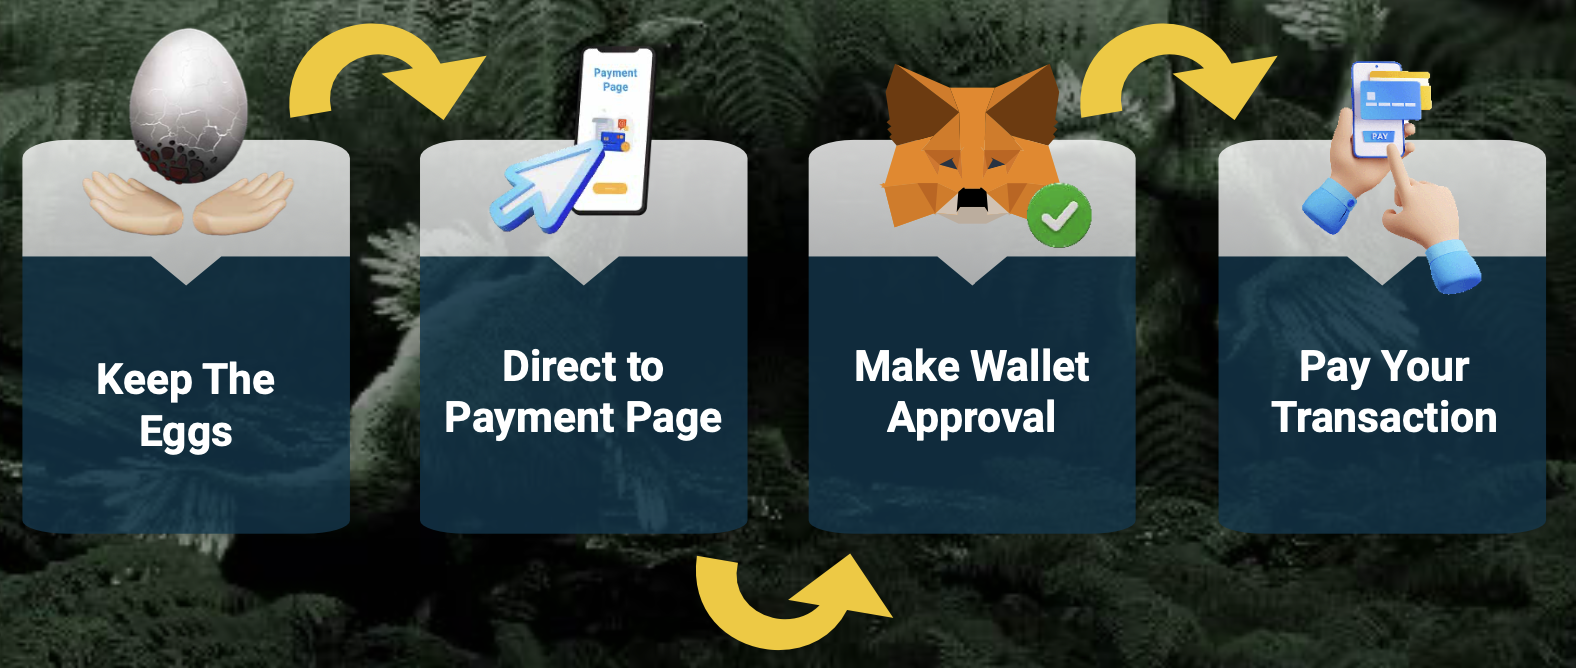 Keep The
Eggs
Payment
Page
Direct to
Payment Page
Make Wallet
Approval
PAY
Pay Your
Transaction